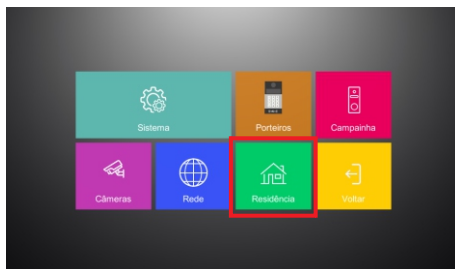 Sistema
Porteiros
Campainha
Câmeras
Rede
Residência
Voltar